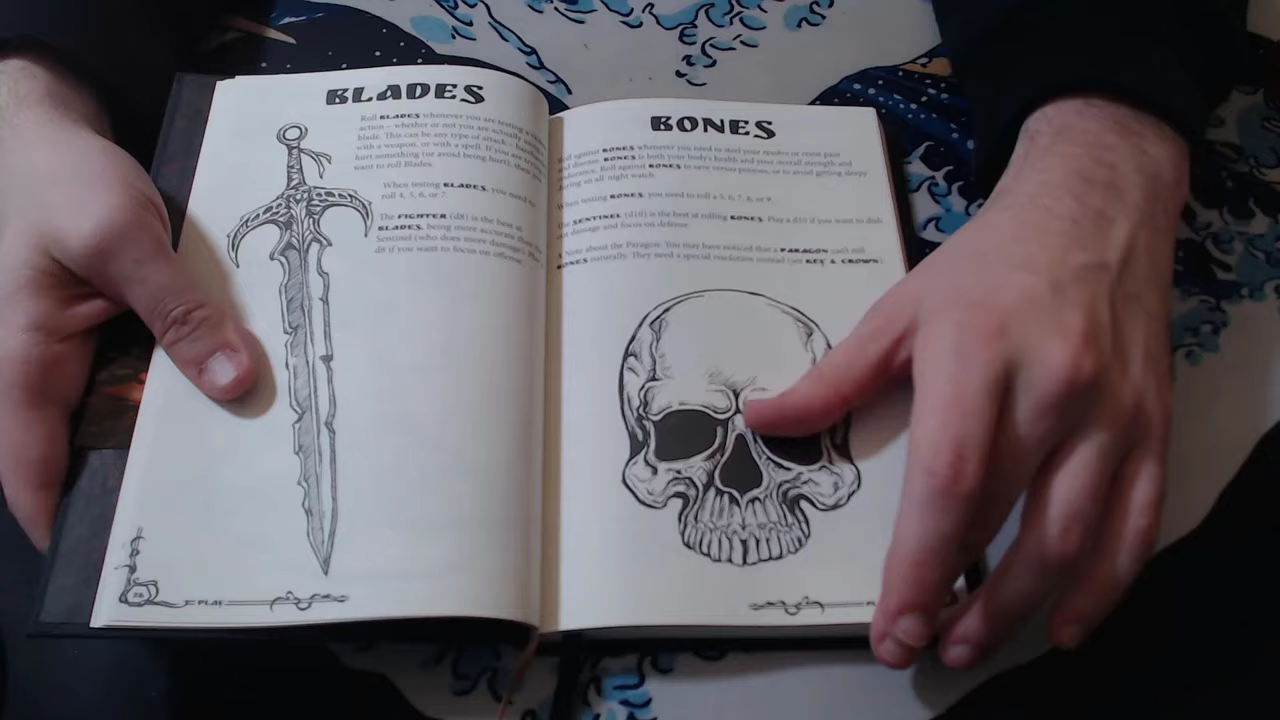 BLADES
Roll BLADES whenever you are testing a
action – whether or not you are actually
blade. This can be any type of attack –
with a weapon, or with a spell. If you are
hurt something (or avoid being hurt), then
want to roll Blades.
When testing BLADES, you need to
roll 4, 5, 6, or 7.
The FIGHTER (d8) is the best at
BLADES, being more accurate than the
Sentinel (who does more damage).
d8 if you want to focus on offense.
PLAY
BONES
Roll against BONES whenever you need to steel your resolve or resist pain
and disease. BONES is both your body's health and your overall strength and
endurance. Roll against BONES to save versus poison, or to avoid getting sleepy
during an all-night watch.
When testing BONES, you need to roll a 5, 6, 7, 8, or 9
The SENTINEL (d10) is the best at rolling BONES. Play a d10 if you want to dish
out damage and focus on defense.
A Note about the Paragon: You may have noticed that a PARAGON can't roll
BONES naturally. They need a special resolution instead (see KEY & CROWN)